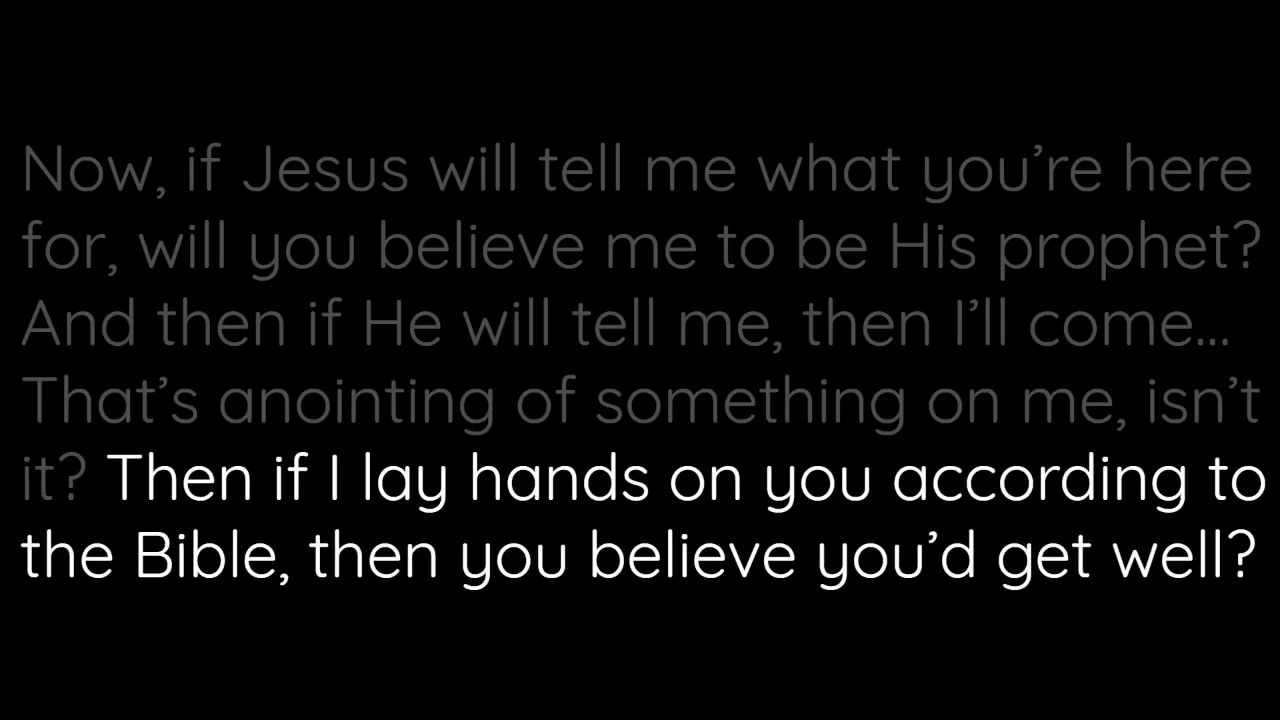 Now, if Jesus will tell me what you’re here
for, will you believe me to be His prophet?
And then if He will tell me, then I’ll come...
That’s anointing of something on me, isn’t
it? Then if I lay hands on you according to
the Bible, then you believe you’d get well?